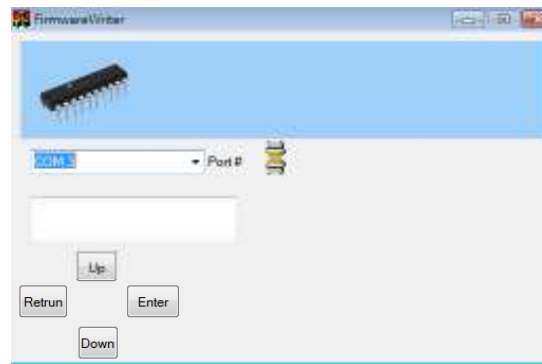 FirmwareWriter
COM 3 Port #
Up
Retrun Enter
Down